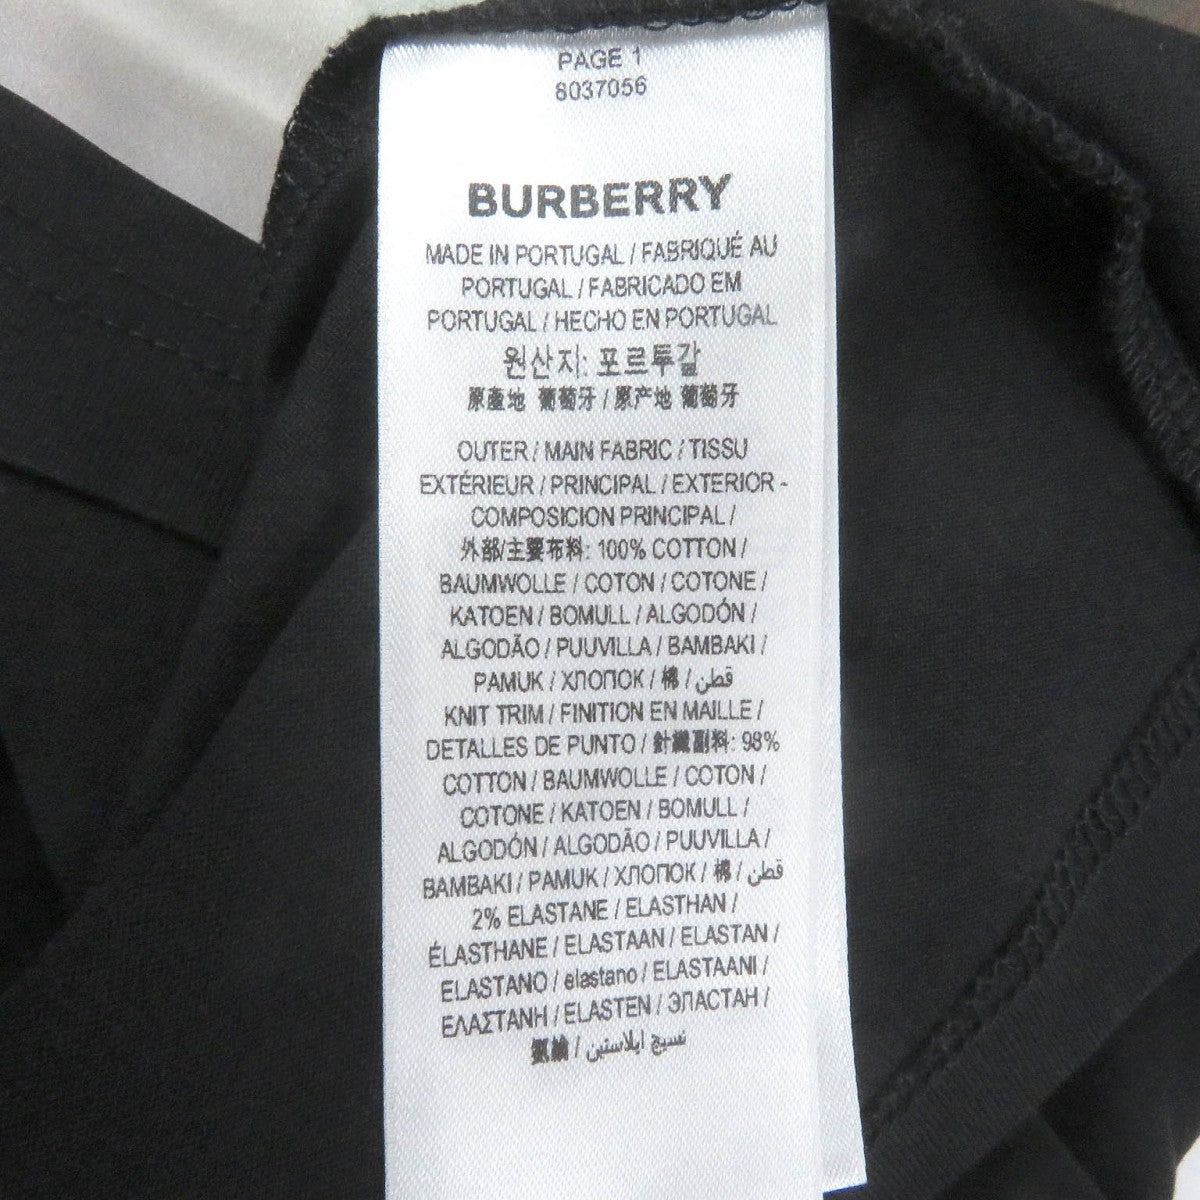 PAGE 1
8037056
BURBERRY
MADE IN PORTUGAL / FABRIQUÉ AU
PORTUGAL / FABRICADO EM
PORTUGAL / HECHO EN PORTUGAL
원산지: 포르투갈
原產地 葡萄牙 / 原产地 葡萄牙
OUTER / MAIN FABRIC / TISSU
EXTÉRIEUR / PRINCIPAL / EXTERIOR -
COMPOSICION PRINCIPAL /
外部/主要布料: 100% COTTON /
BAUMWOLLE / COTON / COTONE /
KATOEN / BOMULL / ALGODÓN /
ALGODÃO / PUUVILLA / BAMBAKI /
PAMUK / ХЛОПОК / 棉 / قطن
KNIT TRIM / FINITION EN MAILLE /
DETALLES DE PUNTO / 針織副料: 98%
COTTON / BAUMWOLLE / COTON /
COTONE / KATOEN / BOMULL /
ALGODÓN / ALGODÃO / PUUVILLA /
BAMBAKI / PAMUK / ХЛОПОК / 棉 / قطن
2% ELASTANE / ELASTHAN /
ÉLASTHANE / ELASTAAN / ELASTAN /
ELASTANO / elastano / ELASTAANI /
ΕΛΑΣΤΑΝΗ / ELASTEN / ЭЛАСТАН /
氨綸 / نسيج ايلاستين